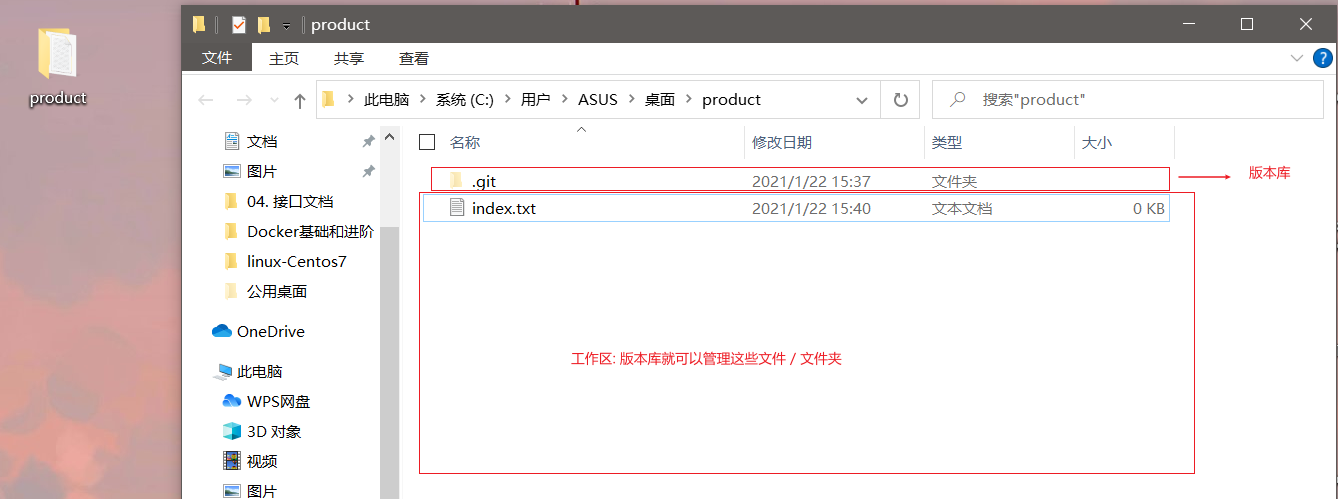 product
product
文件 主页 共享 查看
此电脑 系统 (C:) 用户 ASUS 桌面 product
搜索"product"
名称 修改日期 类型 大小
.git 2021/1/22 15:37 文件夹
版本库
index.txt 2021/1/22 15:40 文本文档 0 KB
工作区: 版本库就可以管理这些文件 / 文件夹
文档
图片
04. 接口文档
Docker基础和进阶
linux-Centos7
公用桌面
OneDrive
此电脑
WPS网盘
3D 对象
视频
图片